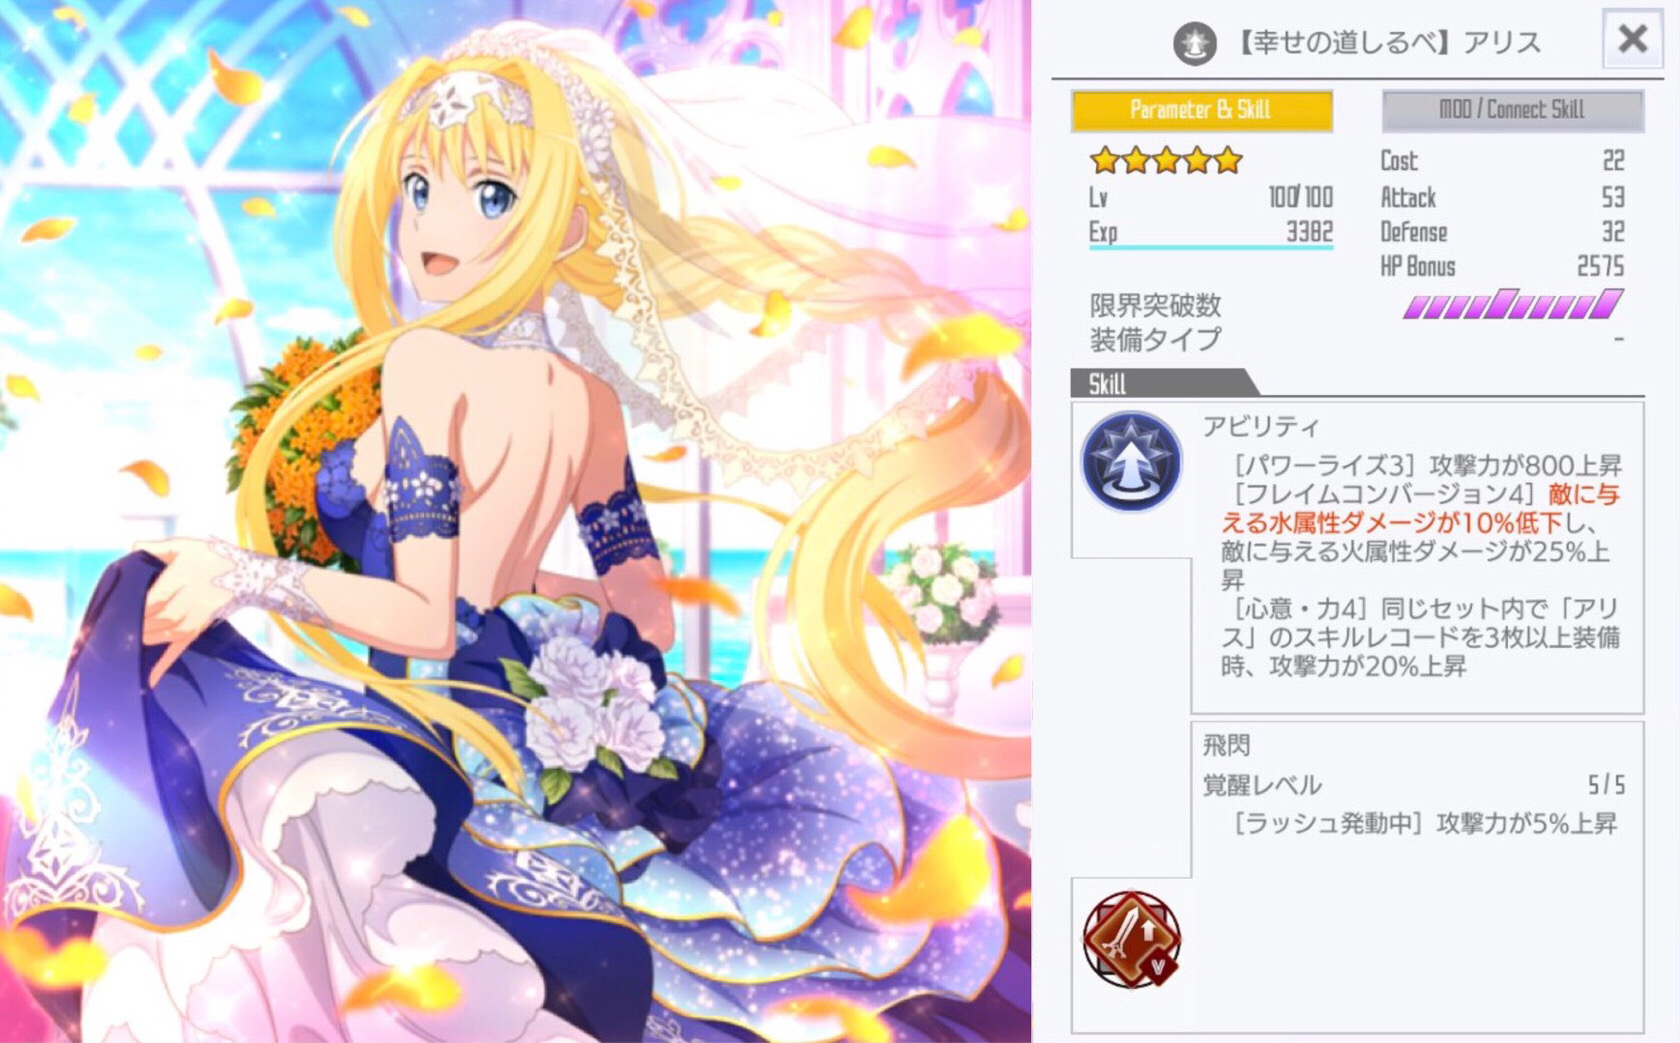 【幸せの道しるべ】アリス
Parameter & Skill
MOD / Connect Skill
Lv 100/100
Exp 3382
Cost 22
Attack 53
Defense 32
HP Bonus 2575
限界突破数
装備タイプ -
Skill
アビリティ
［パワーライズ3］攻撃力が800上昇
［フレイムコンバージョン4］敵に与
える水属性ダメージが10%低下し、
敵に与える火属性ダメージが25%上
昇
［心意・力4］同じセット内で「アリ
ス」のスキルレコードを3枚以上装備
時、攻撃力が20%上昇
飛閃
覚醒レベル 5/5
［ラッシュ発動中］攻撃力が5%上昇
V